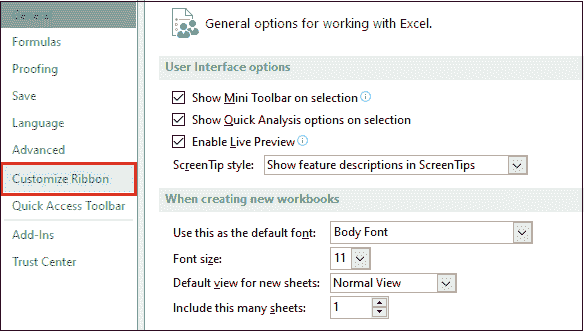 General
Formulas
Proofing
Save
Language
Advanced
Customize Ribbon
Quick Access Toolbar
Add-Ins
Trust Center
General options for working with Excel.
User Interface options
Show Mini Toolbar on selection
Show Quick Analysis options on selection
Enable Live Preview
ScreenTip style: Show feature descriptions in ScreenTips
When creating new workbooks
Use this as the default font: Body Font
Font size: 11
Default view for new sheets: Normal View
Include this many sheets: 1